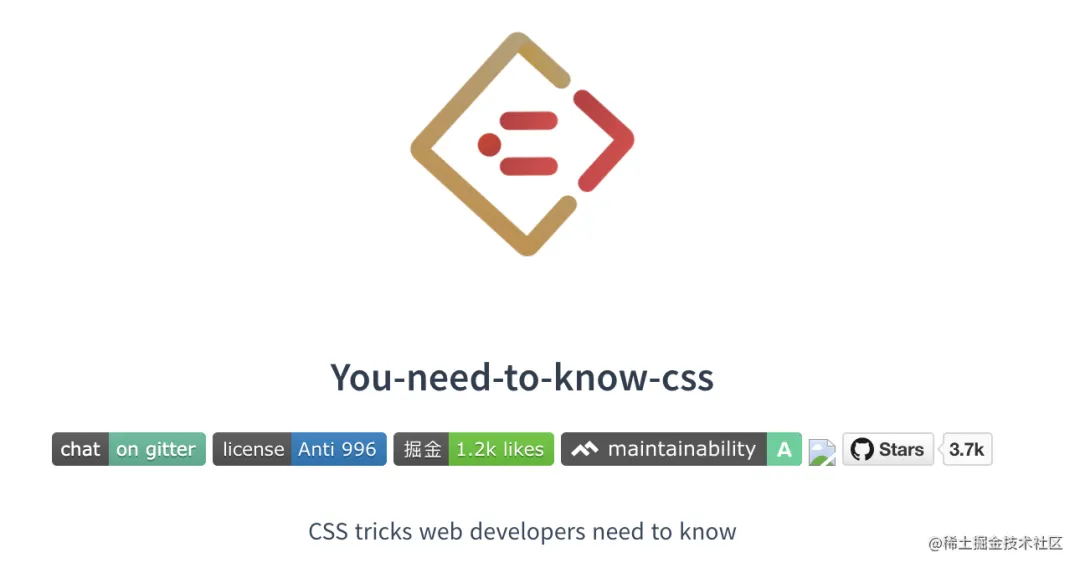 You-need-to-know-css
chat on gitter license Anti 996 掘金 1.2k likes maintainability A Stars 3.7k
CSS tricks web developers need to know
@稀土掘金技术社区